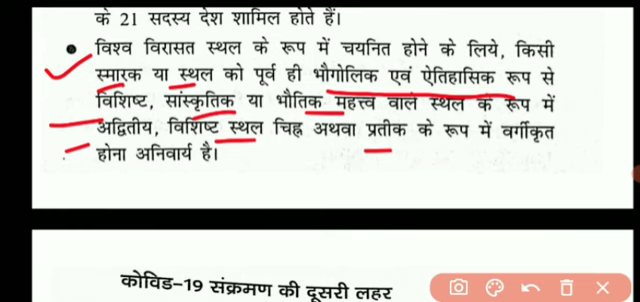 के 21 सदस्य देश शामिल होते हैं।
● विश्व विरासत स्थल के रूप में चयनित होने के लिये, किसी
स्मारक या स्थल को पूर्व ही भौगोलिक एवं ऐतिहासिक रूप से
विशिष्ट, सांस्कृतिक या भौतिक महत्त्व वाले स्थल के रूप में
अद्वितीय, विशिष्ट स्थल चिह्न अथवा प्रतीक के रूप में वर्गीकृत
होना अनिवार्य है।
कोविड-19 संक्रमण की दूसरी लहर